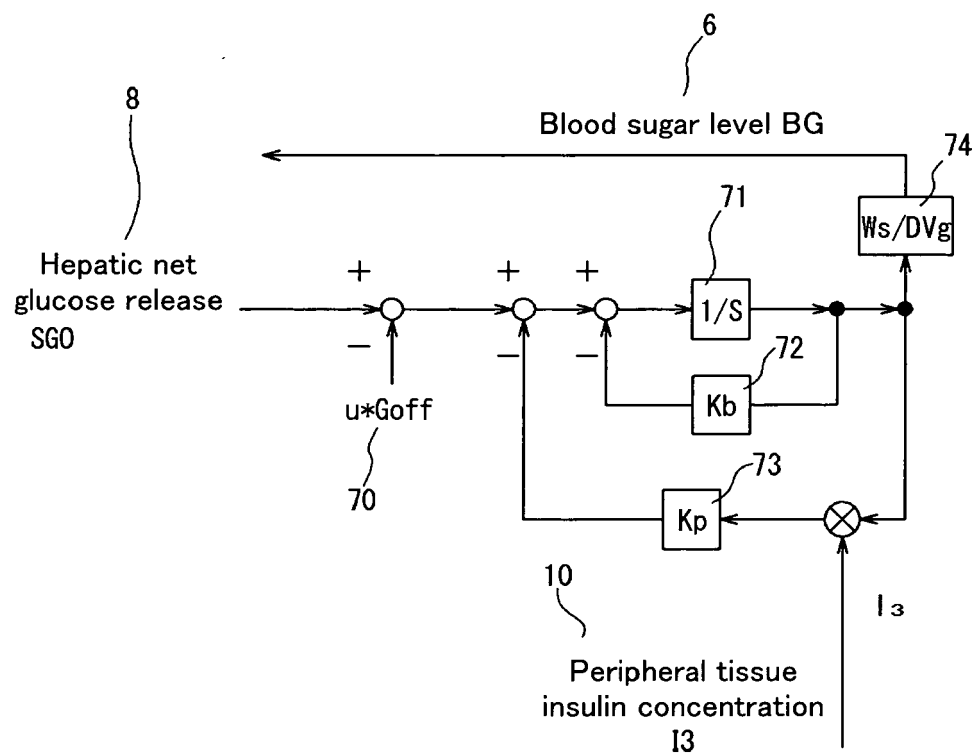 6
8
Blood sugar level BG
74
Ws/DVg
71
Hepatic net
glucose release
SGO
+
+
+
1/S
−
−
−
72
Kb
u*Goff
70
73
Kp
10
I₃
Peripheral tissue
insulin concentration
I3